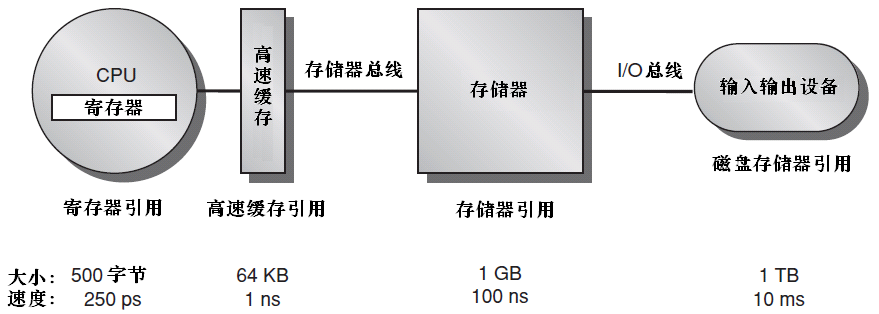 CPU
寄存器
高速缓存
存储器总线
存储器
I/O总线
输入输出设备
寄存器引用
高速缓存引用
存储器引用
磁盘存储器引用
大小： 500 字节 64 KB 1 GB 1 TB
速度： 250 ps 1 ns 100 ns 10 ms